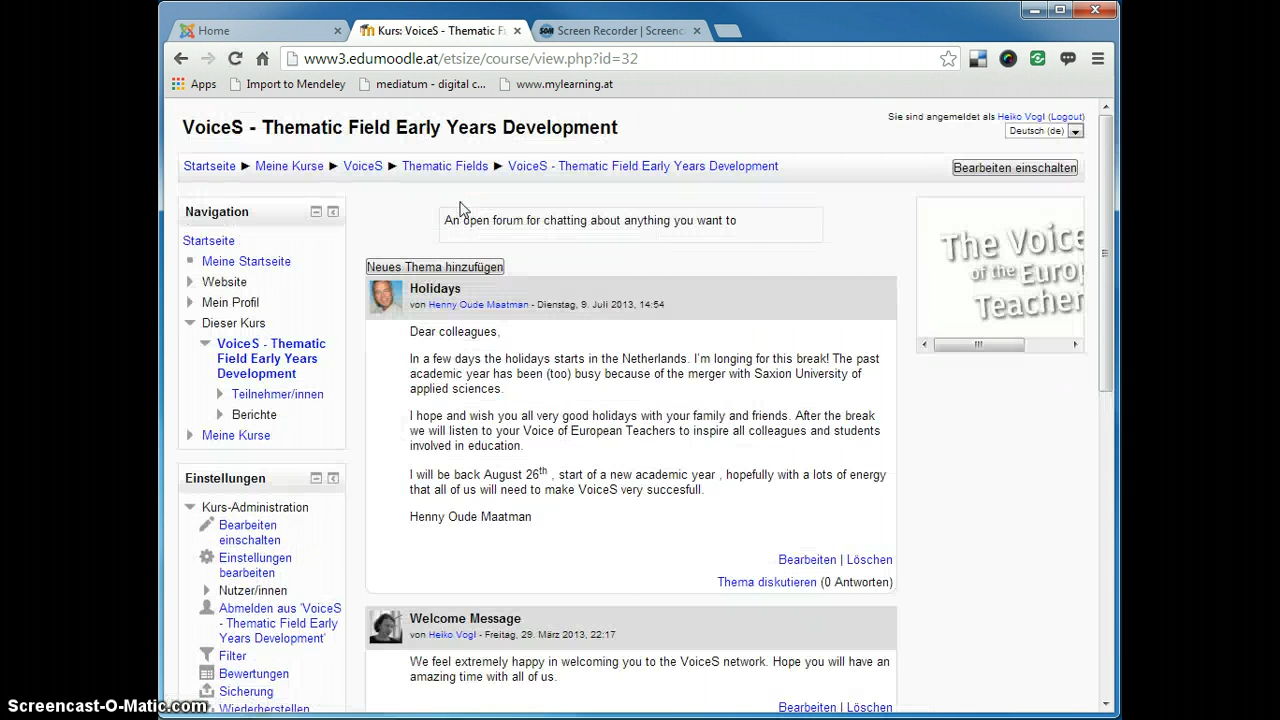 Home
Kurs: VoiceS - Thematic F
Screen Recorder | Screenc
www3.edumoodle.at/etsize/course/view.php?id=32
Apps
Import to Mendeley
mediatum - digital c...
www.mylearning.at
VoiceS - Thematic Field Early Years Development
Sie sind angemeldet als Heiko Vogl (Logout)
Deutsch (de)
Startseite ► Meine Kurse ► VoiceS ► Thematic Fields ► VoiceS - Thematic Field Early Years Development
Bearbeiten einschalten
Navigation
Startseite
Meine Startseite
Website
Mein Profil
Dieser Kurs
VoiceS - Thematic
Field Early Years
Development
Teilnehmer/innen
Berichte
Meine Kurse
Einstellungen
Kurs-Administration
Bearbeiten
einschalten
Einstellungen
bearbeiten
Nutzer/innen
Abmelden aus 'VoiceS
- Thematic Field Early
Years Development'
Filter
Bewertungen
Sicherung
Wiederherstellen
An open forum for chatting about anything you want to
Neues Thema hinzufügen
Holidays
von Henny Oude Maatman - Dienstag, 9. Juli 2013, 14:54
Dear colleagues,
In a few days the holidays starts in the Netherlands. I'm longing for this break! The past
academic year has been (too) busy because of the merger with Saxion University of
applied sciences.
I hope and wish you all very good holidays with your family and friends. After the break
we will listen to your Voice of European Teachers to inspire all colleagues and students
involved in education.
I will be back August 26th , start of a new academic year , hopefully with a lots of energy
that all of us will need to make VoiceS very succesfull.
Henny Oude Maatman
Bearbeiten | Löschen
Thema diskutieren (0 Antworten)
Welcome Message
von Heiko Vogl - Freitag, 29. März 2013, 22:17
We feel extremely happy in welcoming you to the VoiceS network. Hope you will have an
amazing time with all of us.
Bearbeiten | Löschen
The Voice
of the Euro
Teacher
Screencast-O-Matic.com